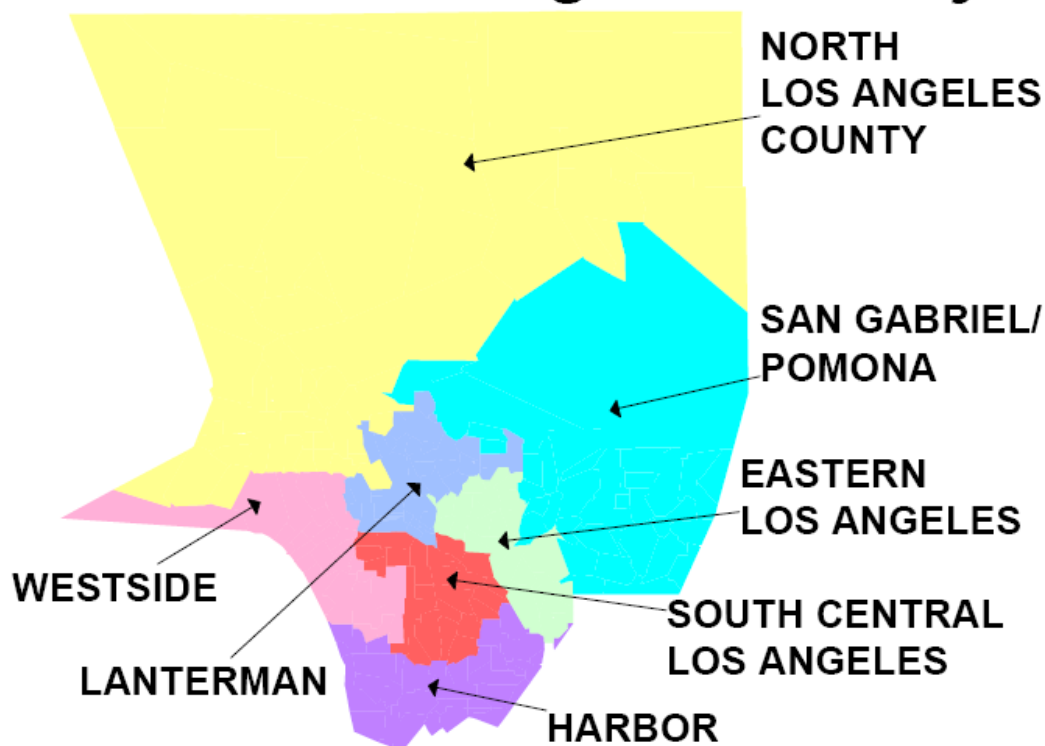 NORTH
LOS ANGELES
COUNTY
SAN GABRIEL/
POMONA
EASTERN
LOS ANGELES
WESTSIDE
SOUTH CENTRAL
LOS ANGELES
LANTERMAN
HARBOR